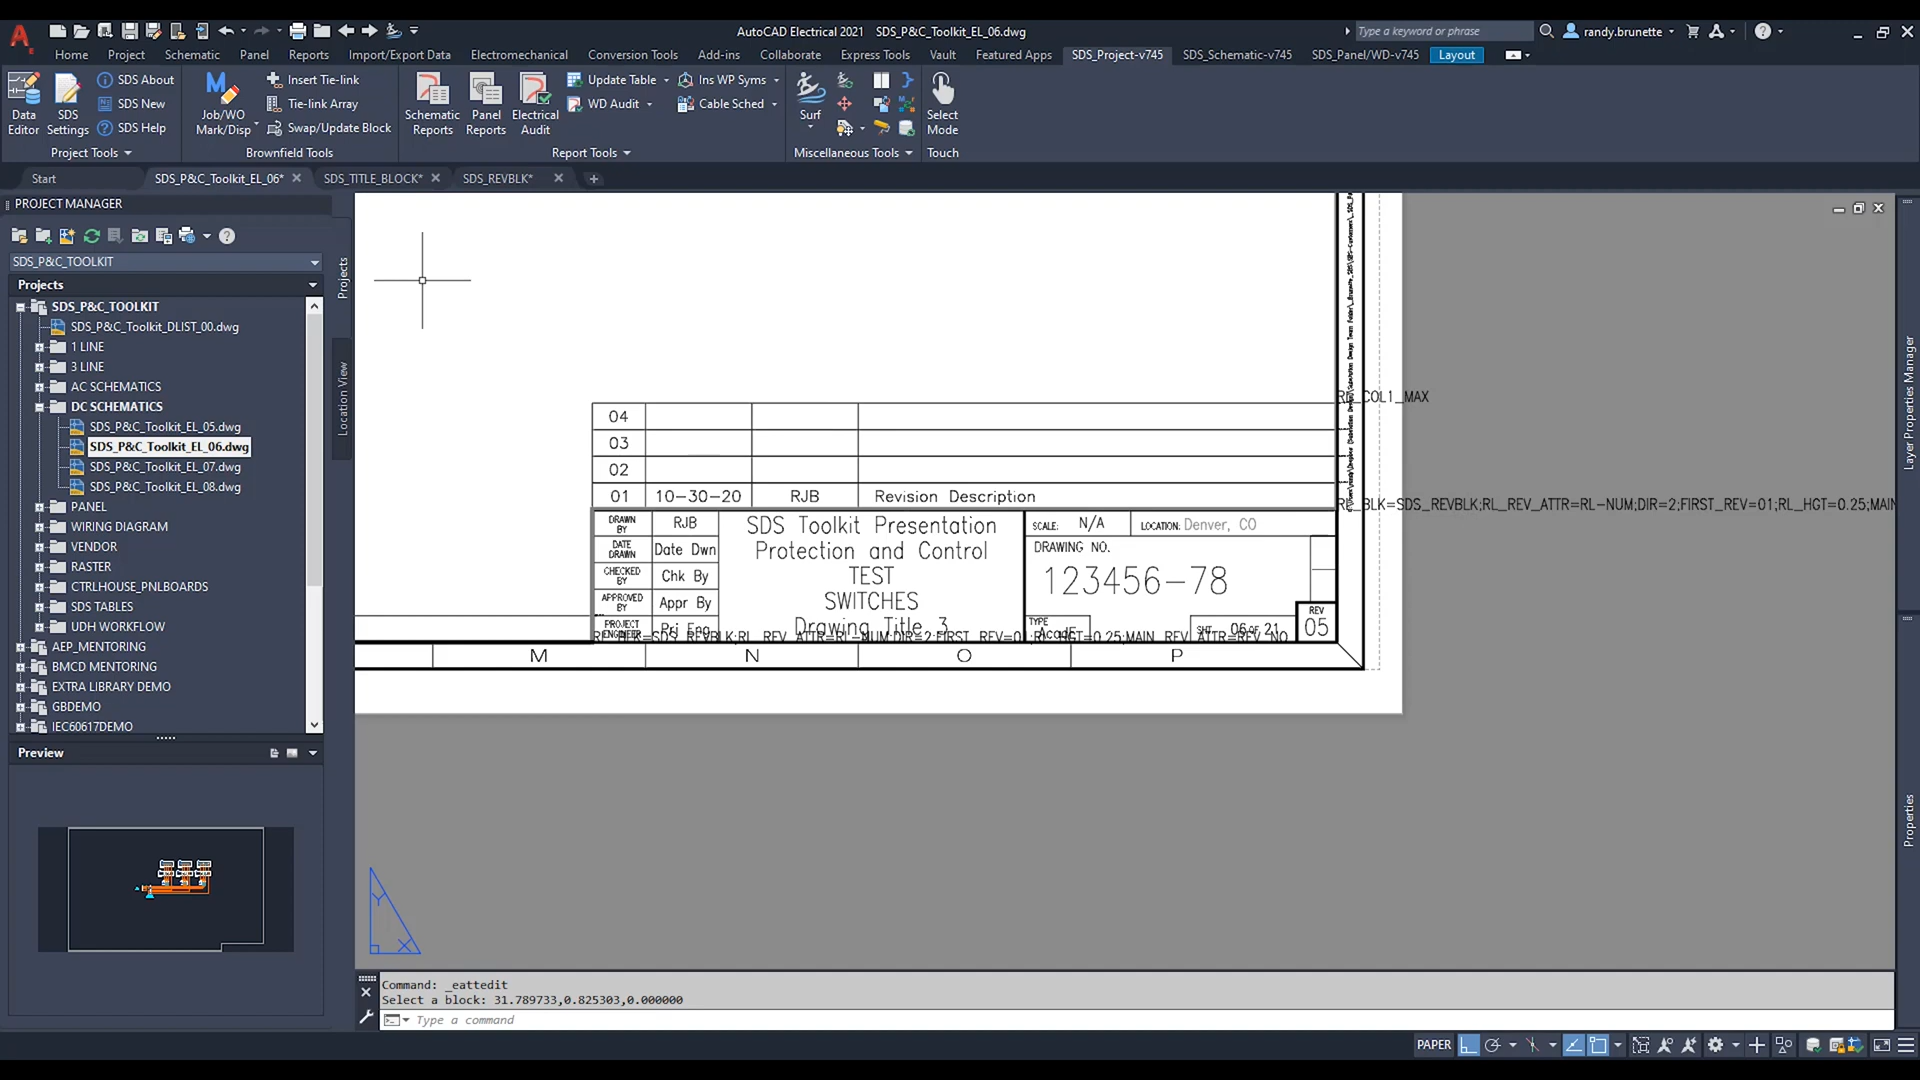 AutoCAD Electrical 2021 SDS_P&C_Toolkit_EL_06.dwg
Type a keyword or phrase
randy.brunette
Home Project Schematic Panel Reports Import/Export Data Electromechanical Conversion Tools Add-ins Collaborate Express Tools Vault Featured Apps SDS_Project-v745 SDS_Schematic-v745 SDS_Panel/WD-v745 Layout
Data Editor
SDS Settings
SDS About
SDS New
SDS Help
Job/WO Mark/Disp
Insert Tie-link
Tie-link Array
Swap/Update Block
Schematic Reports
Panel Reports
Electrical Audit
Update Table
WD Audit
Ins WP Syms
Cable Sched
Surf
Select Mode
Project Tools Brownfield Tools Report Tools Miscellaneous Tools Touch
Start SDS_P&C_Toolkit_EL_06* SDS_TITLE_BLOCK* SDS_REVBLK*
PROJECT MANAGER
SDS_P&C_TOOLKIT
Projects
SDS_P&C_TOOLKIT
SDS_P&C_Toolkit_DLIST_00.dwg
1 LINE
3 LINE
AC SCHEMATICS
DC SCHEMATICS
SDS_P&C_Toolkit_EL_05.dwg
SDS_P&C_Toolkit_EL_06.dwg
SDS_P&C_Toolkit_EL_07.dwg
SDS_P&C_Toolkit_EL_08.dwg
PANEL
WIRING DIAGRAM
VENDOR
RASTER
CTRLHOUSE_PNLBOARDS
SDS TABLES
UDH WORKFLOW
AEP_MENTORING
BMCD MENTORING
EXTRA LIBRARY DEMO
GBDEMO
IEC60617DEMO
Preview
Projects
Location View
RL_COL1_MAX
04
03
02
01 10-30-20 RJB Revision Description
RL_BLK=SDS_REVBLK;RL_REV_ATTR=RL-NUM;DIR=2;FIRST_REV=01;RL_HGT=0.25;MAIN
DRAWN BY RJB
DATE DRAWN Date Dwn
CHECKED BY Chk By
APPROVED BY Appr By
PROJECT ENGINEER Prj Eng
SDS Toolkit Presentation
Protection and Control
TEST
SWITCHES
Drawing Title 3
SCALE: N/A LOCATION: Denver, CO
DRAWING NO.
123456-78
TYPE
SHT. 06 OF 21
REV
05
M N O P
Layer Properties Manager
Properties
Y
X
Command: _eattedit
Select a block: 31.789733,0.825303,0.000000
Type a command
PAPER